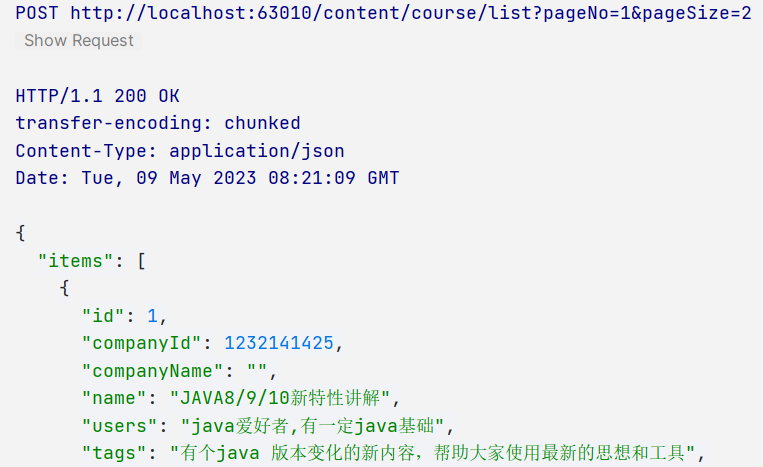 POST http://localhost:63010/content/course/list?pageNo=1&pageSize=2
Show Request
HTTP/1.1 200 OK
transfer-encoding: chunked
Content-Type: application/json
Date: Tue, 09 May 2023 08:21:09 GMT
{
"items": [
{
"id": 1,
"companyId": 1232141425,
"companyName": "",
"name": "JAVA8/9/10新特性讲解",
"users": "java爱好者,有一定java基础",
"tags": "有个java 版本变化的新内容，帮助大家使用最新的思想和工具",